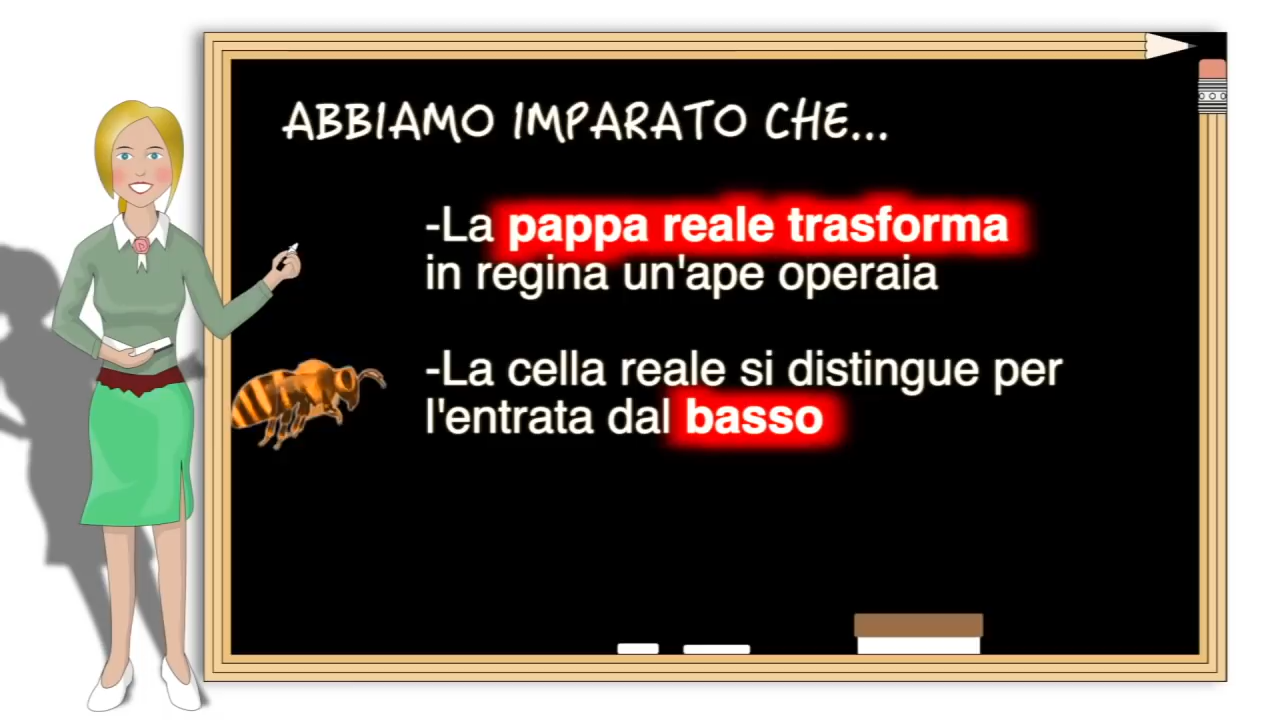 ABBIAMO IMPARATO CHE...
-La pappa reale trasforma
in regina un'ape operaia
-La cella reale si distingue per
l'entrata dal basso